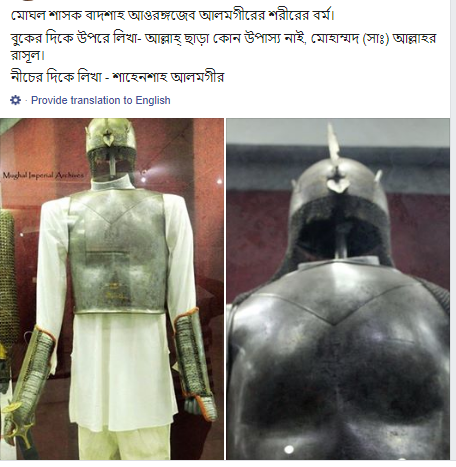 মোঘল শাসক বাদশাহ আওরঙ্গজেব আলমগীরের শরীরের বর্ম।
বুকের দিকে উপরে লিখা- আল্লাহ্ ছাড়া কোন উপাস্য নাই, মোহাম্মদ (সাঃ) আল্লাহর
রাসূল।
নীচের দিকে লিখা - শাহেনশাহ আলমগীর
Provide translation to English
Mughal Imperial Archives